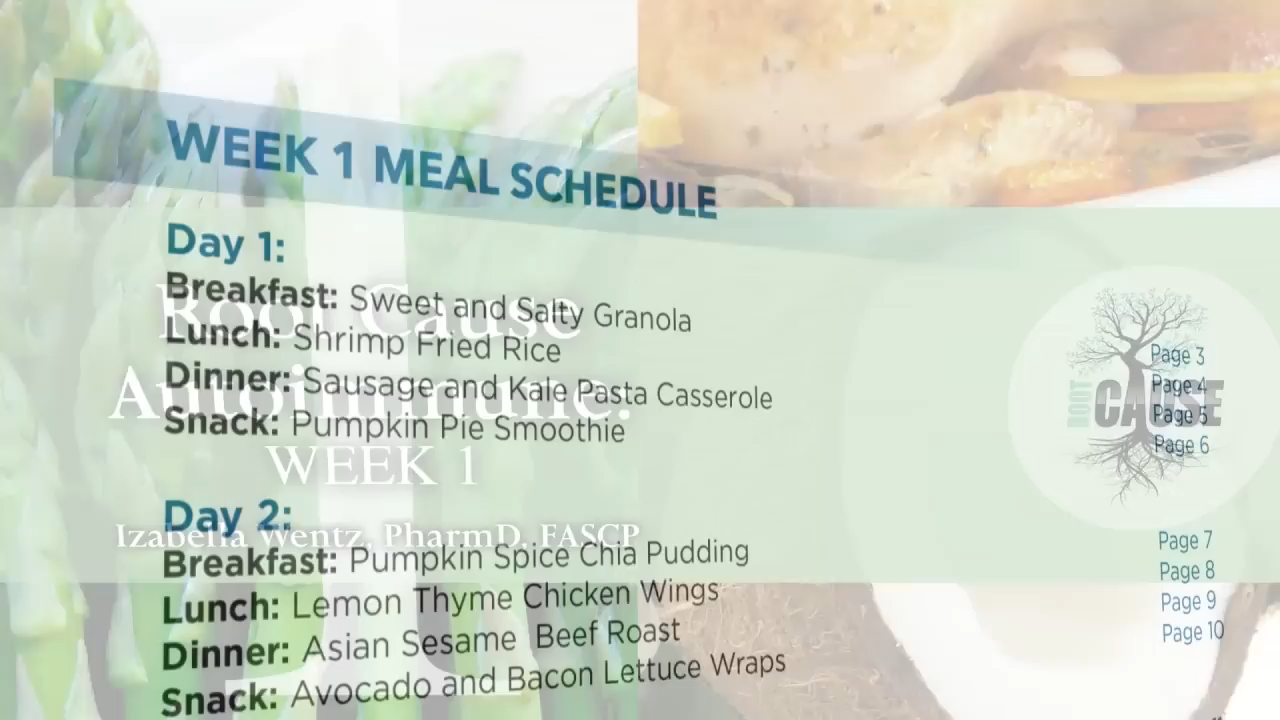 WEEK 1 MEAL SCHEDULE
Day 1:
Breakfast: Sweet and Salty Granola
Lunch: Shrimp Fried Rice Page 3
Dinner: Sausage and Kale Pasta Casserole Page 4
Snack: Pumpkin Pie Smoothie Page 5
Page 6
Day 2:
Breakfast: Pumpkin Spice Chia Pudding Page 7
Lunch: Lemon Thyme Chicken Wings Page 8
Dinner: Asian Sesame Beef Roast Page 9
Snack: Avocado and Bacon Lettuce Wraps Page 10
Root Cause
Autoimmune:
WEEK 1
Izabella Wentz, PharmD, FASCP
ROOT CAUSE